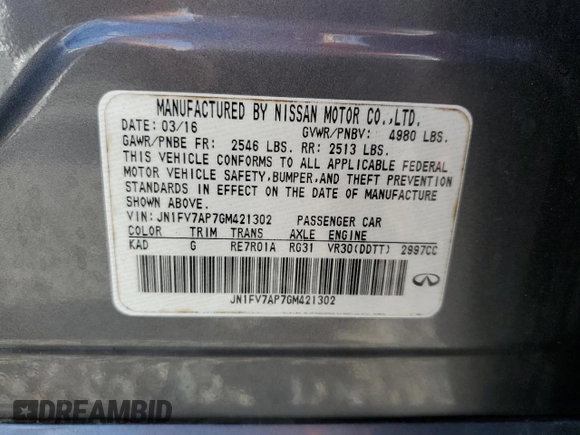 MANUFACTURED BY NISSAN MOTOR CO.,LTD.
DATE: 03/16 GVWR/PNBV: 4980 LBS.
GAWR/PNBE FR: 2546 LBS. RR: 2513 LBS.
THIS VEHICLE CONFORMS TO ALL APPLICABLE FEDERAL
MOTOR VEHICLE SAFETY,BUMPER,AND THEFT PREVENTION
STANDARDS IN EFFECT ON THE DATE OF MANUFACTURE
SHOWN ABOVE.
VIN: JN1FV7AP7GM421302 PASSENGER CAR
COLOR TRIM TRANS AXLE ENGINE
KAD G RE7R01A RG31 VR30(DDTT) 2997CC
JN1FV7AP7GM421302
DREAMBID